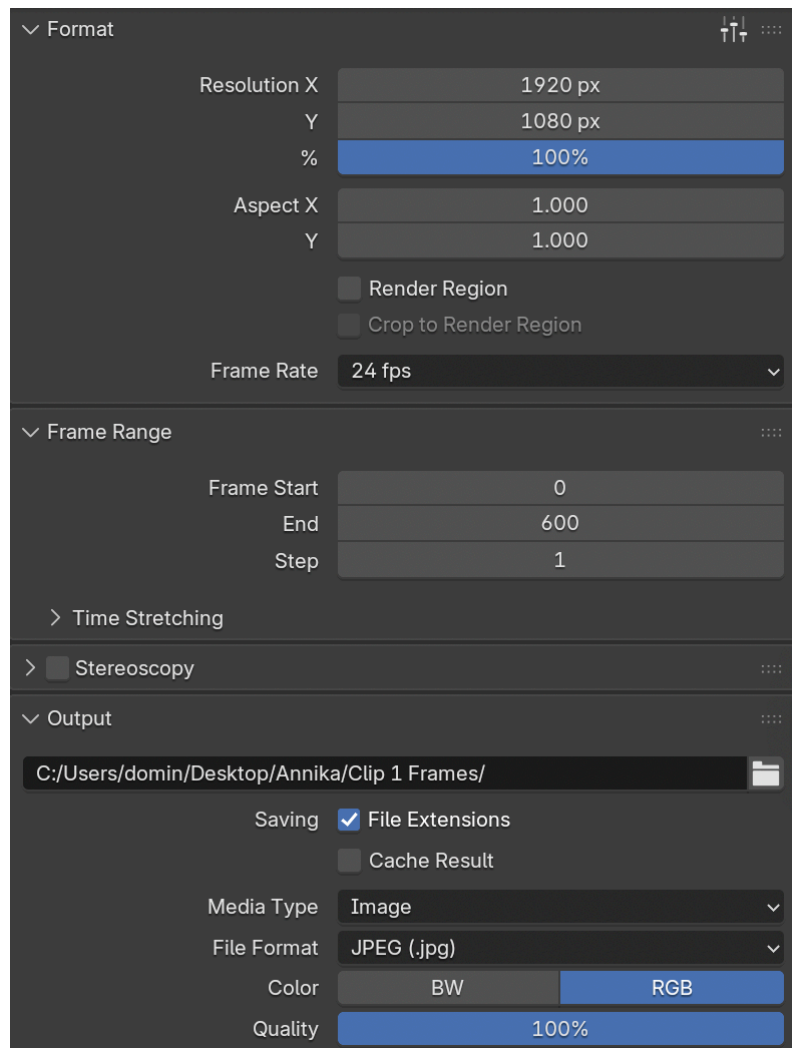 Format
Resolution X 1920 px
Y 1080 px
% 100%
Aspect X 1.000
Y 1.000
Render Region
Crop to Render Region
Frame Rate 24 fps
Frame Range
Frame Start 0
End 600
Step 1
Time Stretching
Stereoscopy
Output
C:/Users/domin/Desktop/Annika/Clip 1 Frames/
Saving File Extensions
Cache Result
Media Type Image
File Format JPEG (.jpg)
Color BW RGB
Quality 100%